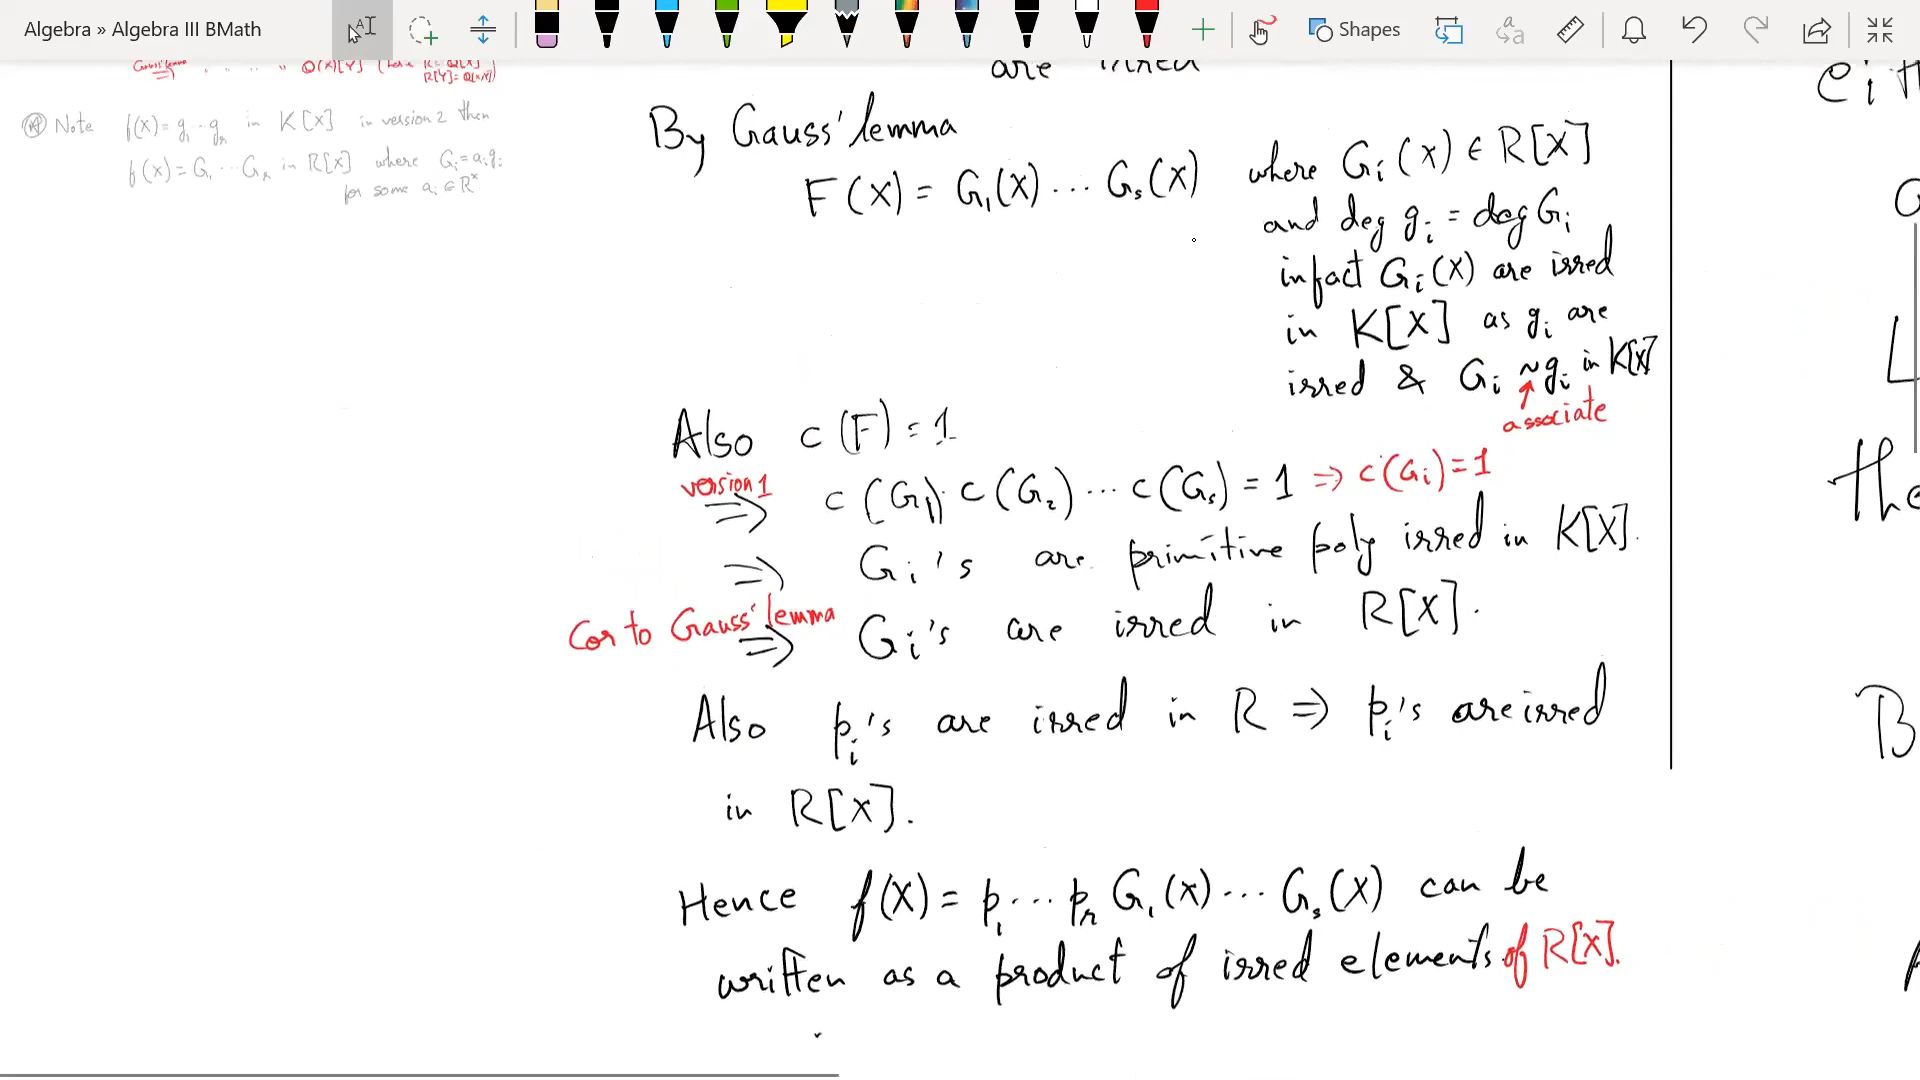 Algebra » Algebra III BMath
Shapes
Gauss' lemma
Q(X)[Y]
R[Y] = Q[X,Y]
Note f(X) = g₁ · gₙ in K[X] in version 2 then
f(X) = G₁ ... Gₙ in R[X] where Gᵢ = aᵢgᵢ
for some aᵢ ∈ Rˣ
are irred
By Gauss' lemma
F(X) = G₁(X) ... Gₛ(X) where Gᵢ(X) ∈ R[X]
and deg gᵢ = deg Gᵢ
infact Gᵢ(X) are irred
in K[X] as gᵢ are
irred & Gᵢ ~ gᵢ in K[X]
associate
Also c(F) = 1
version 1 ⇒ c(G₁)·c(G₂) ... c(Gₛ) = 1 ⇒ c(Gᵢ) = 1
⇒ Gᵢ's are primitive poly irred in K[X].
Cor to Gauss' lemma ⇒ Gᵢ's are irred in R[X].
Also pᵢ's are irred in R ⇒ pᵢ's are irred
in R[X].
Hence f(X) = p₁ ... pᵣ G₁(X) ... Gₛ(X) can be
written as a product of irred elements of R[X].
the
B